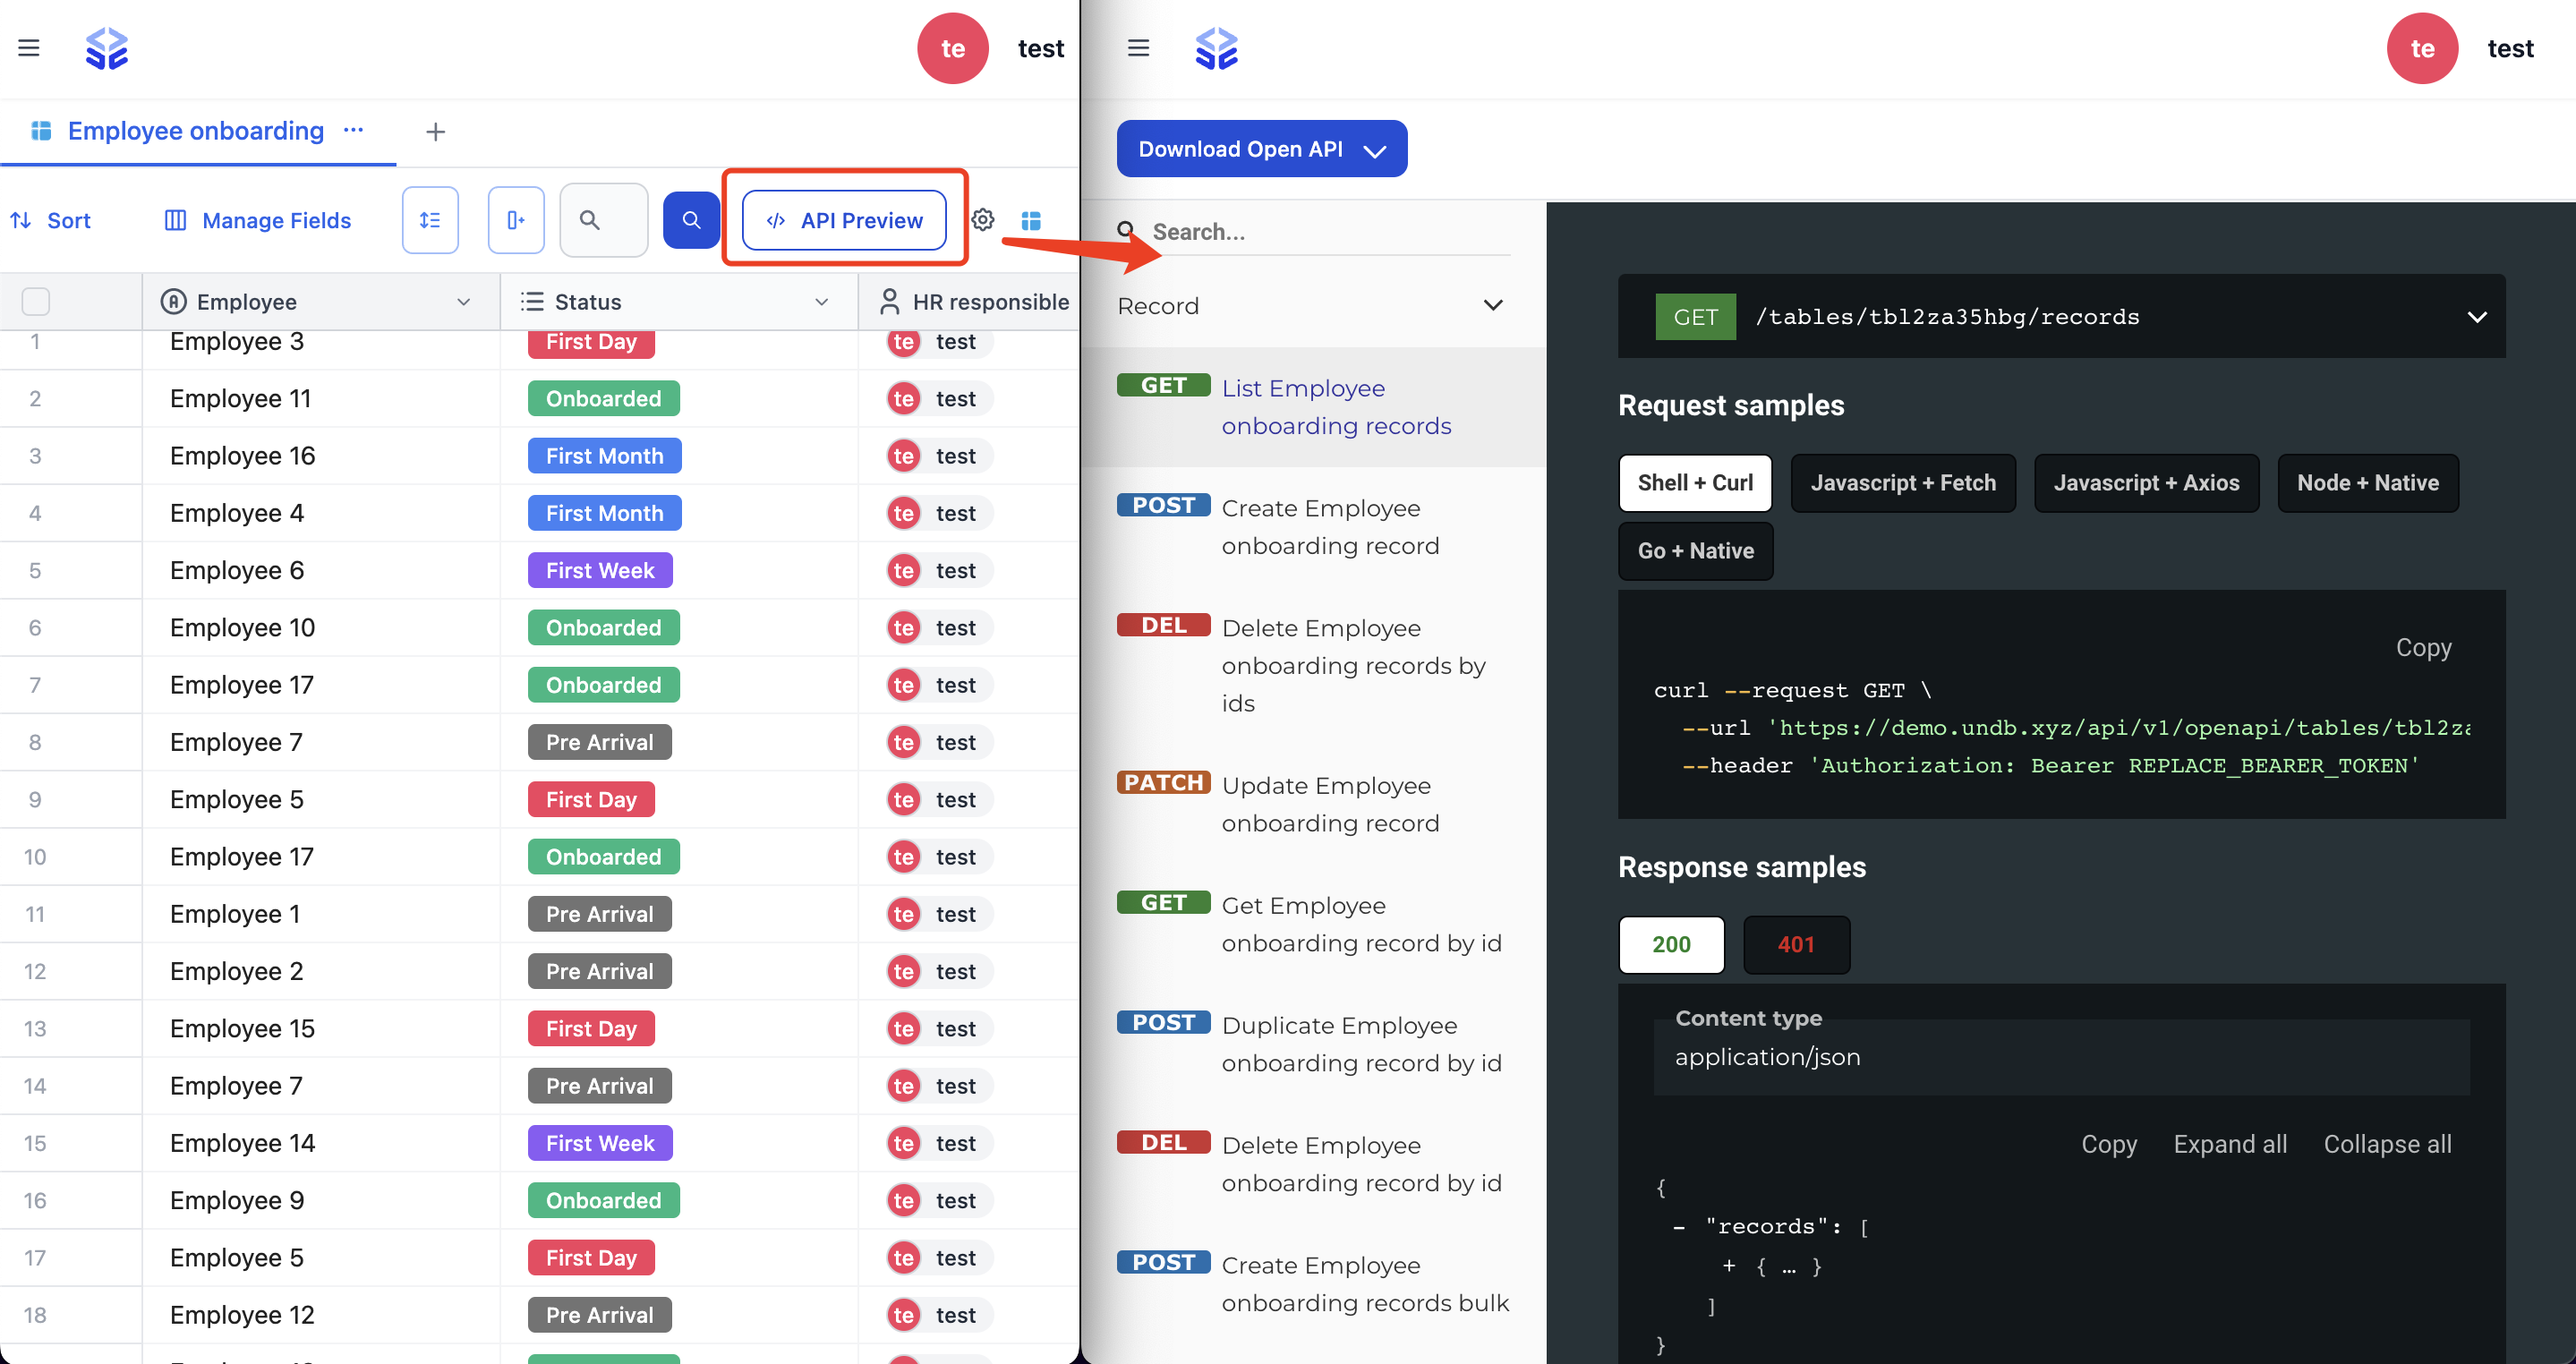 te test
Employee onboarding ...
Sort
Manage Fields
API Preview
Employee
Status
HR responsible
1 Employee 3 First Day te test
2 Employee 11 Onboarded te test
3 Employee 16 First Month te test
4 Employee 4 First Month te test
5 Employee 6 First Week te test
6 Employee 10 Onboarded te test
7 Employee 17 Onboarded te test
8 Employee 7 Pre Arrival te test
9 Employee 5 First Day te test
10 Employee 17 Onboarded te test
11 Employee 1 Pre Arrival te test
12 Employee 2 Pre Arrival te test
13 Employee 15 First Day te test
14 Employee 7 Pre Arrival te test
15 Employee 14 First Week te test
16 Employee 9 Onboarded te test
17 Employee 5 First Day te test
18 Employee 12 Pre Arrival te test
te test
Download Open API
Search...
Record
GET List Employee
onboarding records
POST Create Employee
onboarding record
DEL Delete Employee
onboarding records by
ids
PATCH Update Employee
onboarding record
GET Get Employee
onboarding record by id
POST Duplicate Employee
onboarding record by id
DEL Delete Employee
onboarding record by id
POST Create Employee
onboarding records bulk
GET /tables/tbl2za35hbg/records
Request samples
Shell + Curl
Javascript + Fetch
Javascript + Axios
Node + Native
Go + Native
Copy
curl --request GET \
--url 'https://demo.undb.xyz/api/v1/openapi/tables/tbl2za
--header 'Authorization: Bearer REPLACE_BEARER_TOKEN'
Response samples
200
401
Content type
application/json
Copy Expand all Collapse all
{
- "records": [
+ { … }
]
}